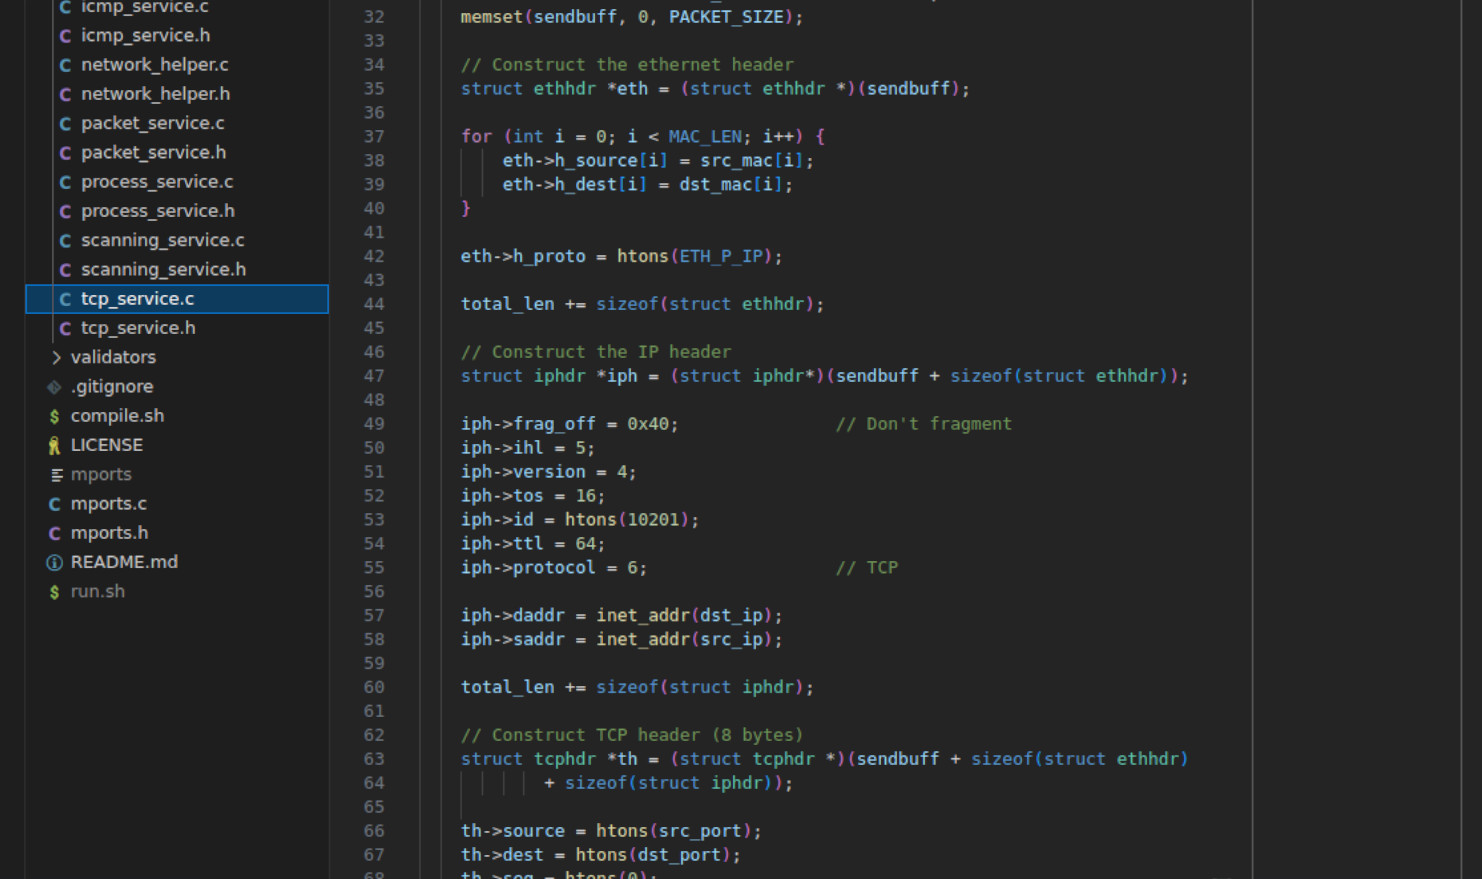 icmp_service.c
icmp_service.h
network_helper.c
network_helper.h
packet_service.c
packet_service.h
process_service.c
process_service.h
scanning_service.c
scanning_service.h
tcp_service.c
tcp_service.h
validators
.gitignore
compile.sh
LICENSE
mports
mports.c
mports.h
README.md
run.sh
32 memset(sendbuff, 0, PACKET_SIZE);
33
34 // Construct the ethernet header
35 struct ethhdr *eth = (struct ethhdr *)(sendbuff);
36
37 for (int i = 0; i < MAC_LEN; i++) {
38 eth->h_source[i] = src_mac[i];
39 eth->h_dest[i] = dst_mac[i];
40 }
41
42 eth->h_proto = htons(ETH_P_IP);
43
44 total_len += sizeof(struct ethhdr);
45
46 // Construct the IP header
47 struct iphdr *iph = (struct iphdr*)(sendbuff + sizeof(struct ethhdr));
48
49 iph->frag_off = 0x40; // Don't fragment
50 iph->ihl = 5;
51 iph->version = 4;
52 iph->tos = 16;
53 iph->id = htons(10201);
54 iph->ttl = 64;
55 iph->protocol = 6; // TCP
56
57 iph->daddr = inet_addr(dst_ip);
58 iph->saddr = inet_addr(src_ip);
59
60 total_len += sizeof(struct iphdr);
61
62 // Construct TCP header (8 bytes)
63 struct tcphdr *th = (struct tcphdr *)(sendbuff + sizeof(struct ethhdr)
64 + sizeof(struct iphdr));
65
66 th->source = htons(src_port);
67 th->dest = htons(dst_port);
68 th->seq = htons(0);